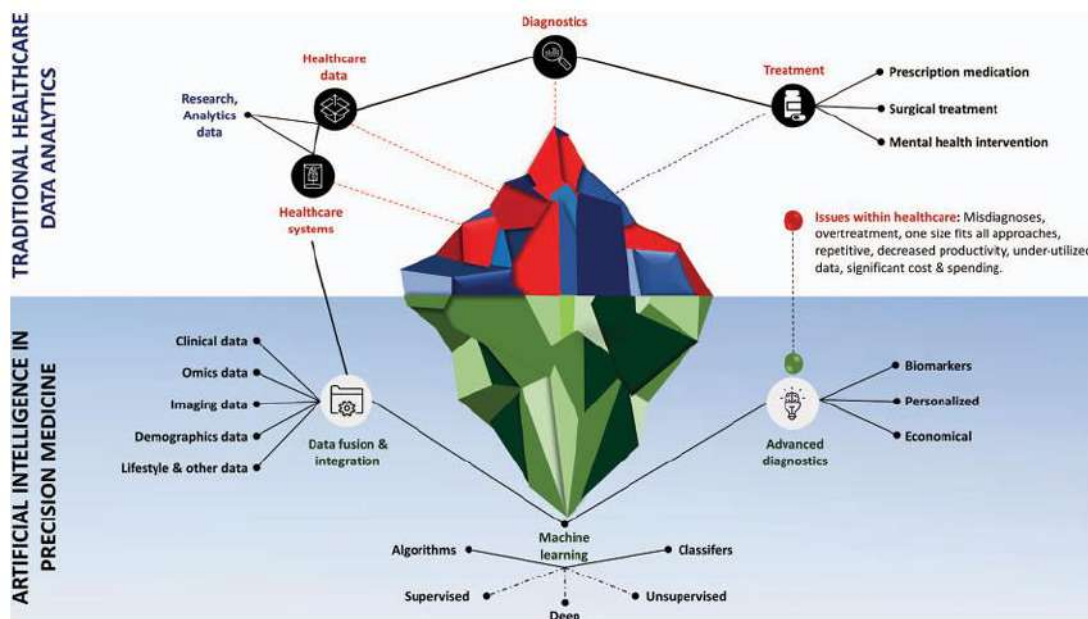 TRADITIONAL HEALTHCARE
DATA ANALYTICS
Diagnostics
Healthcare
data
Research,
Analytics
data
Healthcare
systems
Treatment
Prescription medication
Surgical treatment
Mental health intervention
Issues within healthcare: Misdiagnoses,
overtreatment, one size fits all approaches,
repetitive, decreased productivity, under-utilized
data, significant cost & spending.
ARTIFICIAL INTELLIGENCE IN
PRECISION MEDICINE
Clinical data
Omics data
Imaging data
Demographics data
Lifestyle & other data
Data fusion &
integration
Biomarkers
Personalized
Economical
Advanced
diagnostics
Machine
learning
Algorithms
Classifers
Supervised
Unsupervised
Deep